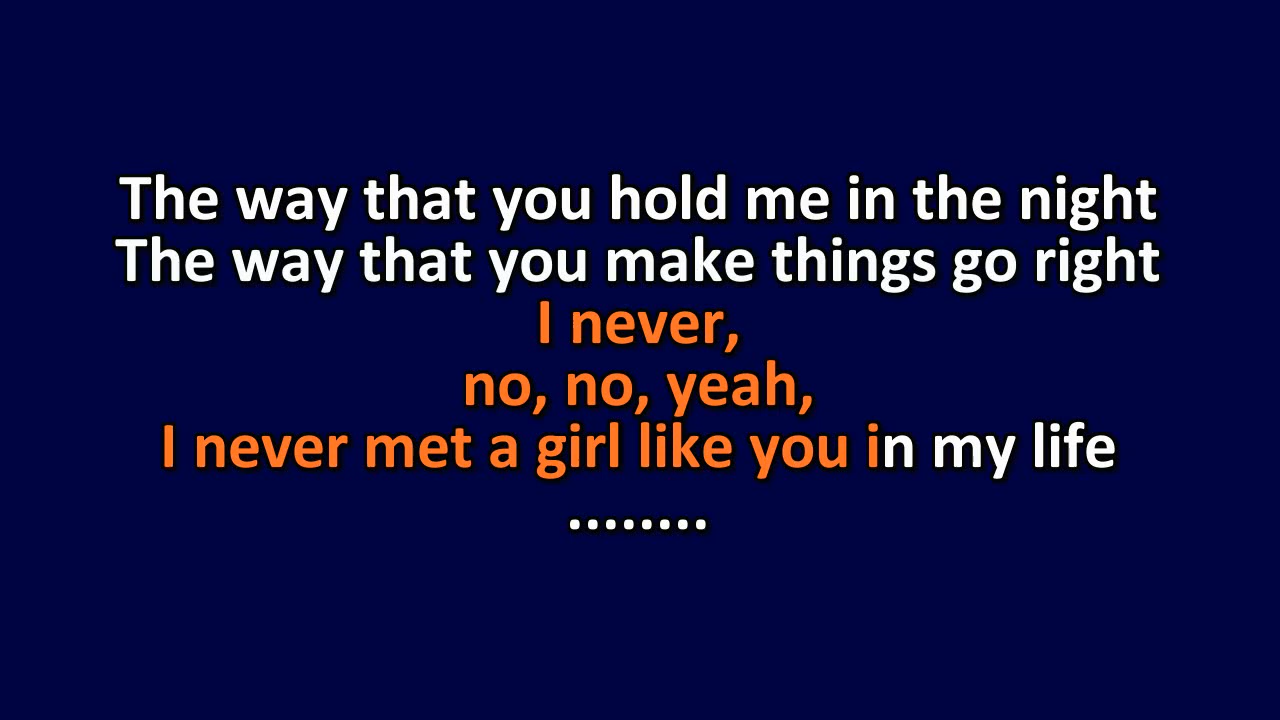 The way that you hold me in the night
The way that you make things go right
I never,
no, no, yeah,
I never met a girl like you in my life
........